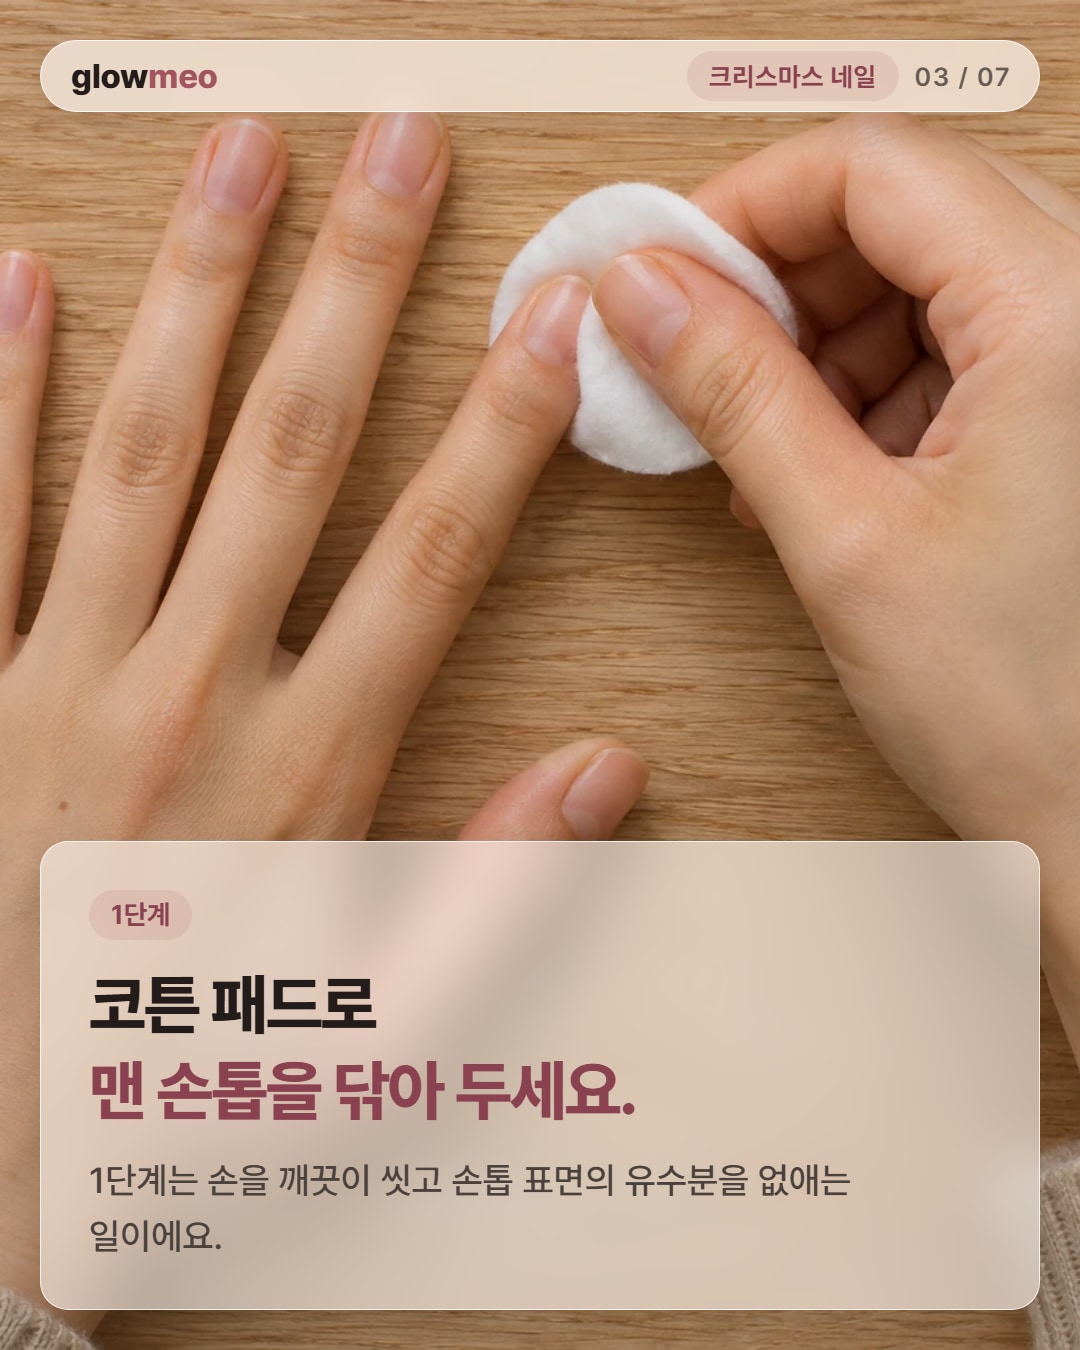 glowmeo
크리스마스 네일 03 / 07
1단계
코튼 패드로
맨 손톱을 닦아 두세요.
1단계는 손을 깨끗이 씻고 손톱 표면의 유수분을 없애는
일이에요.